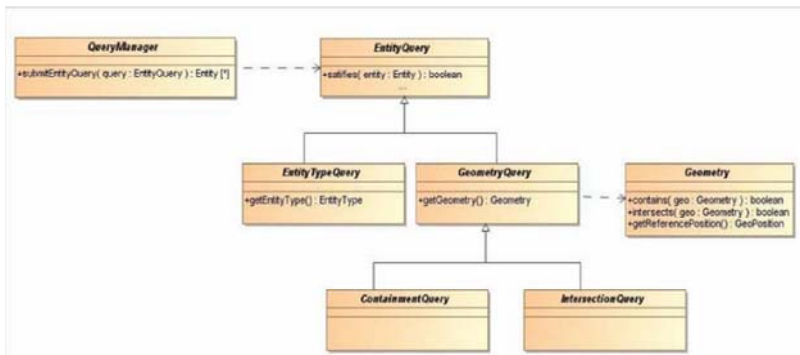 QueryManager
+submitEntityQuery( query : EntityQuery ) : Entity [*]
EntityQuery
+satifies( entity : Entity ) : boolean
...
EntityTypeQuery
+getEntityType() : EntityType
GeometryQuery
+getGeometry() : Geometry
Geometry
+contains( geo : Geometry ) : boolean
+intersects( geo : Geometry ) : boolean
+getReferencePosition() : GeoPosition
ContainmentQuery
IntersectionQuery